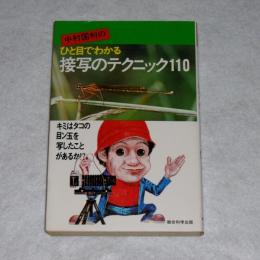 中村国利の
ひと目でわかる
接写のテクニック110
キミはタコの
目ン玉を
写したこと
があるか!?